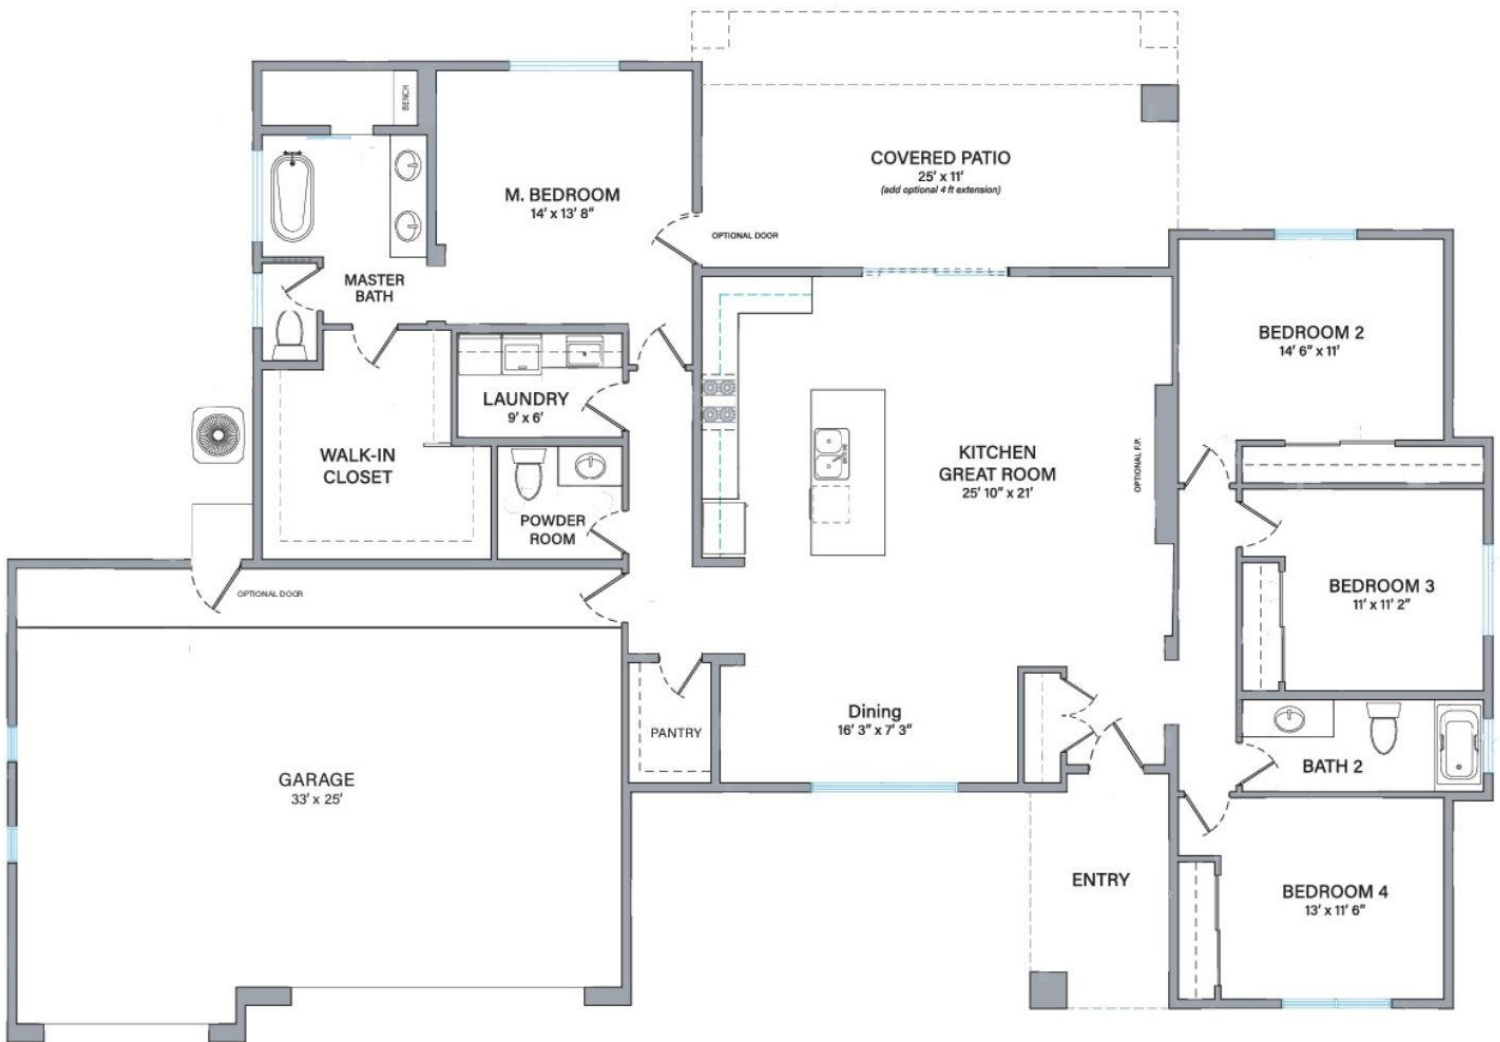 BENCH
COVERED PATIO
25' x 11'
(add optional 4 ft extension)
M. BEDROOM
14' x 13' 8"
OPTIONAL DOOR
MASTER
BATH
BEDROOM 2
14' 6" x 11'
LAUNDRY
9' x 6'
WALK-IN
CLOSET
KITCHEN
GREAT ROOM
25' 10" x 21'
OPTIONAL F.P.
POWDER
ROOM
BEDROOM 3
11' x 11' 2"
OPTIONAL DOOR
PANTRY
Dining
16' 3" x 7' 3"
BATH 2
GARAGE
33' x 25'
ENTRY
BEDROOM 4
13' x 11' 6"